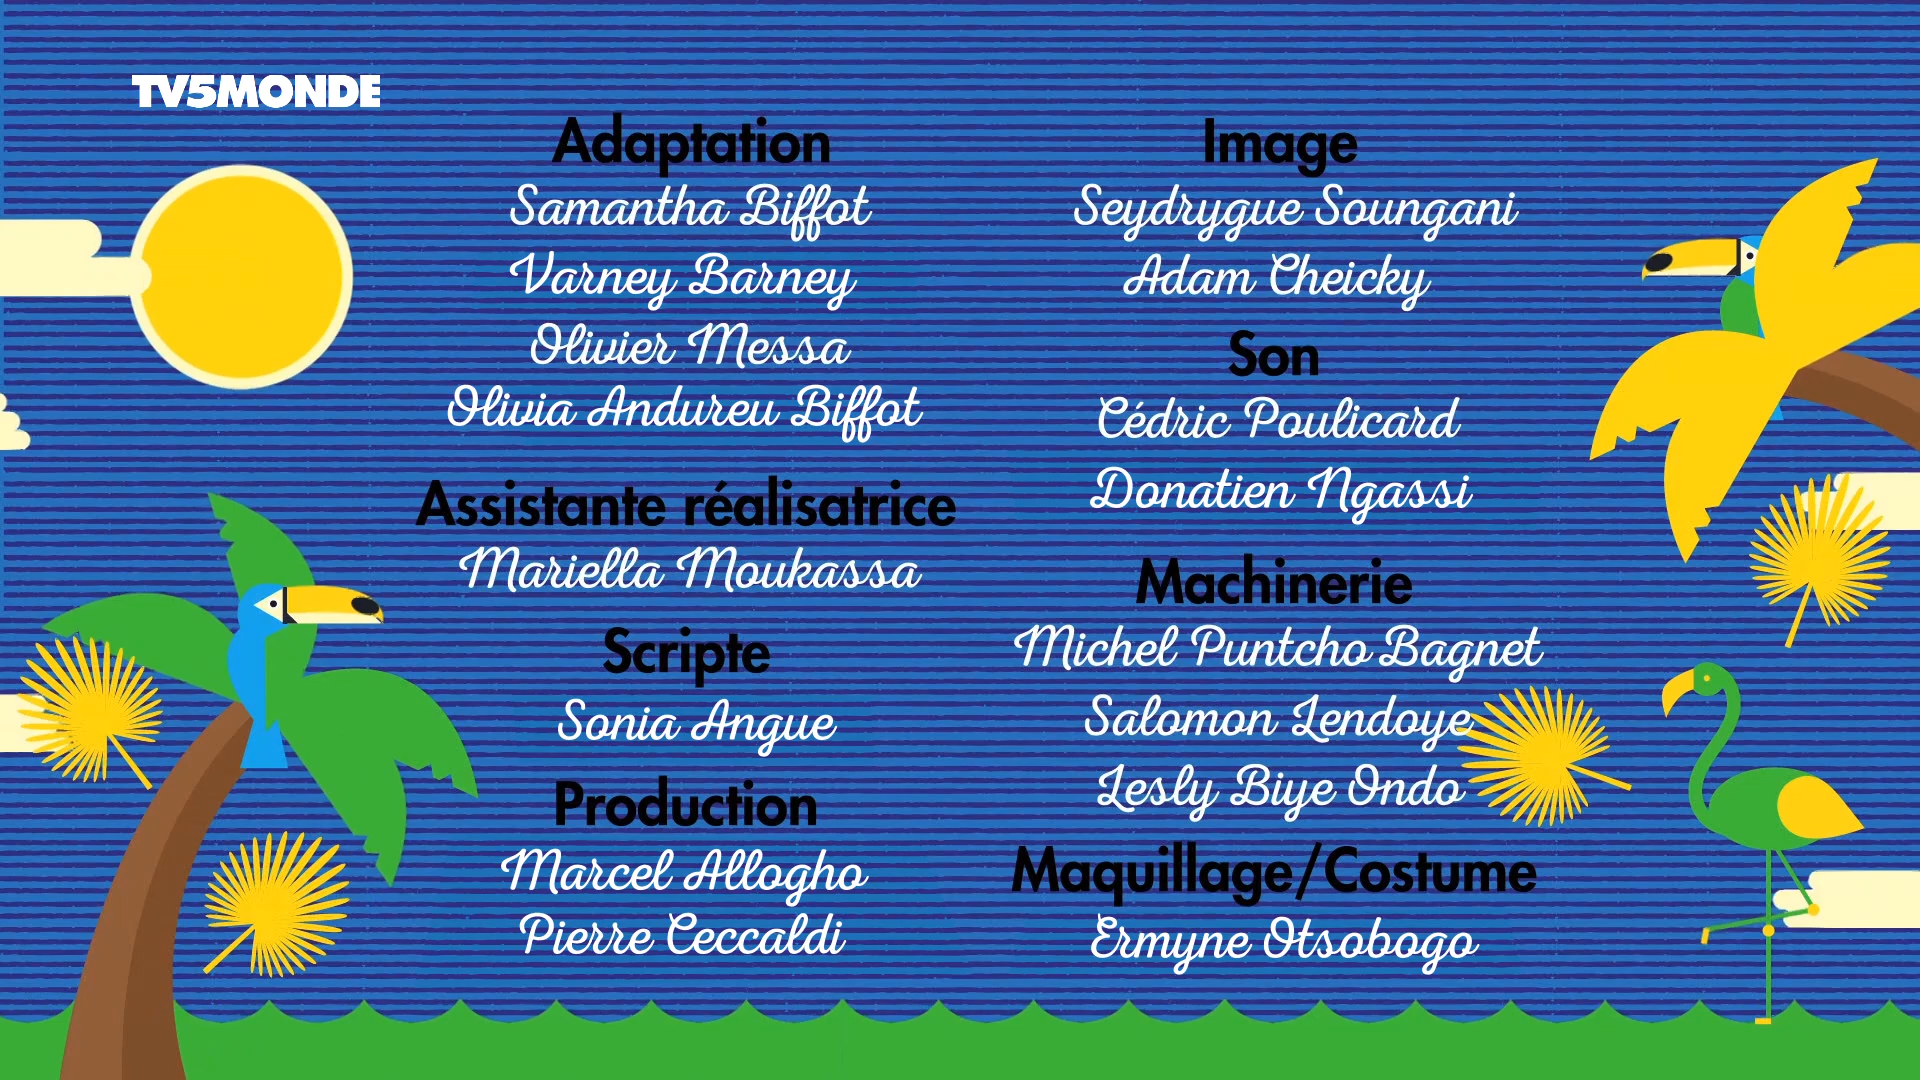 TV5MONDE
Adaptation
Samantha Biffot
Varney Barney
Olivier Messa
Olivia Andureu Biffot
Assistante réalisatrice
Mariella Moukassa
Scripte
Sonia Angue
Production
Marcel Allogho
Pierre Ceccaldi
Image
Seydrygue Soungani
Adam Cheicky
Son
Cédric Poulicard
Donatien Ngassi
Machinerie
Michel Puntcho Bagnet
Salomon Lendoye
Lesly Biye Ondo
Maquillage/Costume
Ermyne Otsobogo